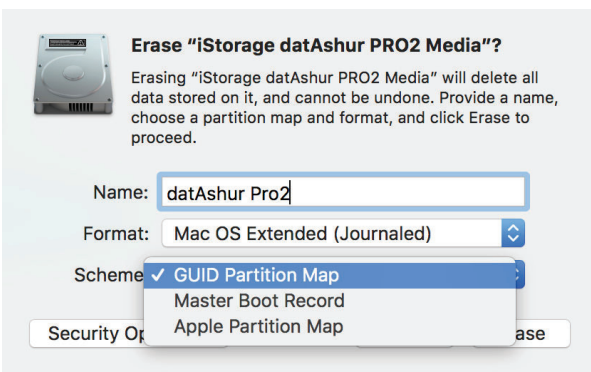 Erase “iStorage datAshur PRO2 Media”?
Erasing “iStorage datAshur PRO2 Media” will delete all
data stored on it, and cannot be undone. Provide a name,
choose a partition map and format, and click Erase to
proceed.
Name: datAshur Pro2
Format: Mac OS Extended (Journaled)
Scheme ✓ GUID Partition Map
Master Boot Record
Apple Partition Map
Security Op ase